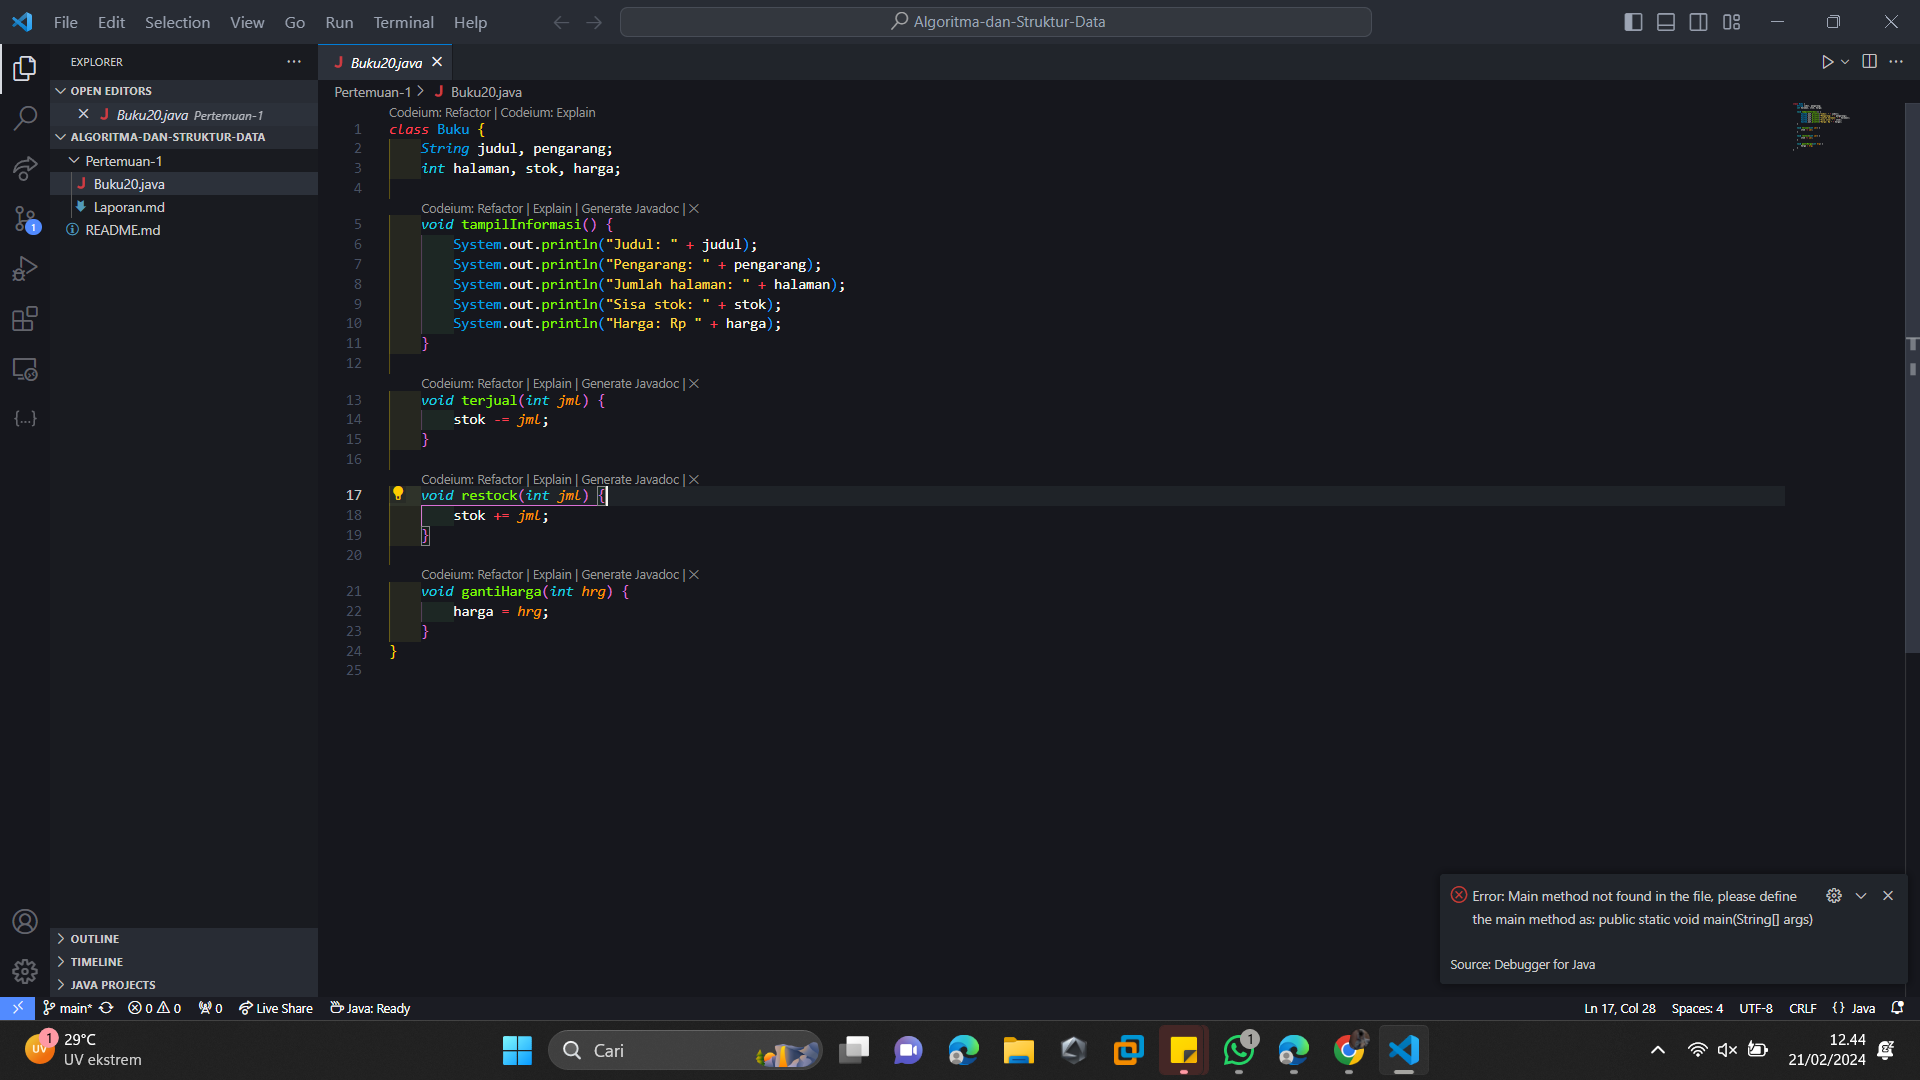 File Edit Selection View Go Run Terminal Help
Algoritma-dan-Struktur-Data
EXPLORER
OPEN EDITORS
Buku20.java Pertemuan-1
ALGORITMA-DAN-STRUKTUR-DATA
Pertemuan-1
Buku20.java
Laporan.md
README.md
1
OUTLINE
TIMELINE
JAVA PROJECTS
Buku20.java
Pertemuan-1 > Buku20.java
Codeium: Refactor | Codeium: Explain
1 class Buku {
2 String judul, pengarang;
3 int halaman, stok, harga;
4
Codeium: Refactor | Explain | Generate Javadoc | X
5 void tampilInformasi() {
6 System.out.println("Judul: " + judul);
7 System.out.println("Pengarang: " + pengarang);
8 System.out.println("Jumlah halaman: " + halaman);
9 System.out.println("Sisa stok: " + stok);
10 System.out.println("Harga: Rp " + harga);
11 }
12
Codeium: Refactor | Explain | Generate Javadoc | X
13 void terjual(int jml) {
14 stok -= jml;
15 }
16
Codeium: Refactor | Explain | Generate Javadoc | X
17 void restock(int jml) {
18 stok += jml;
19 }
20
Codeium: Refactor | Explain | Generate Javadoc | X
21 void gantiHarga(int hrg) {
22 harga = hrg;
23 }
24 }
25
Error: Main method not found in the file, please define
the main method as: public static void main(String[] args)
Source: Debugger for Java
main* 0 0 0 Live Share Java: Ready
Ln 17, Col 28 Spaces: 4 UTF-8 CRLF {} Java
1
UV
29°C
UV ekstrem
Cari
1
12.44
21/02/2024